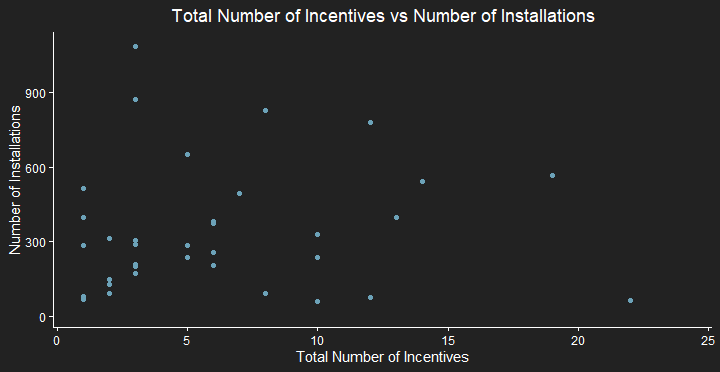 Total Number of Incentives vs Number of Installations
Number of Installations
900
600
300
0
0 5 10 15 20 25
Total Number of Incentives